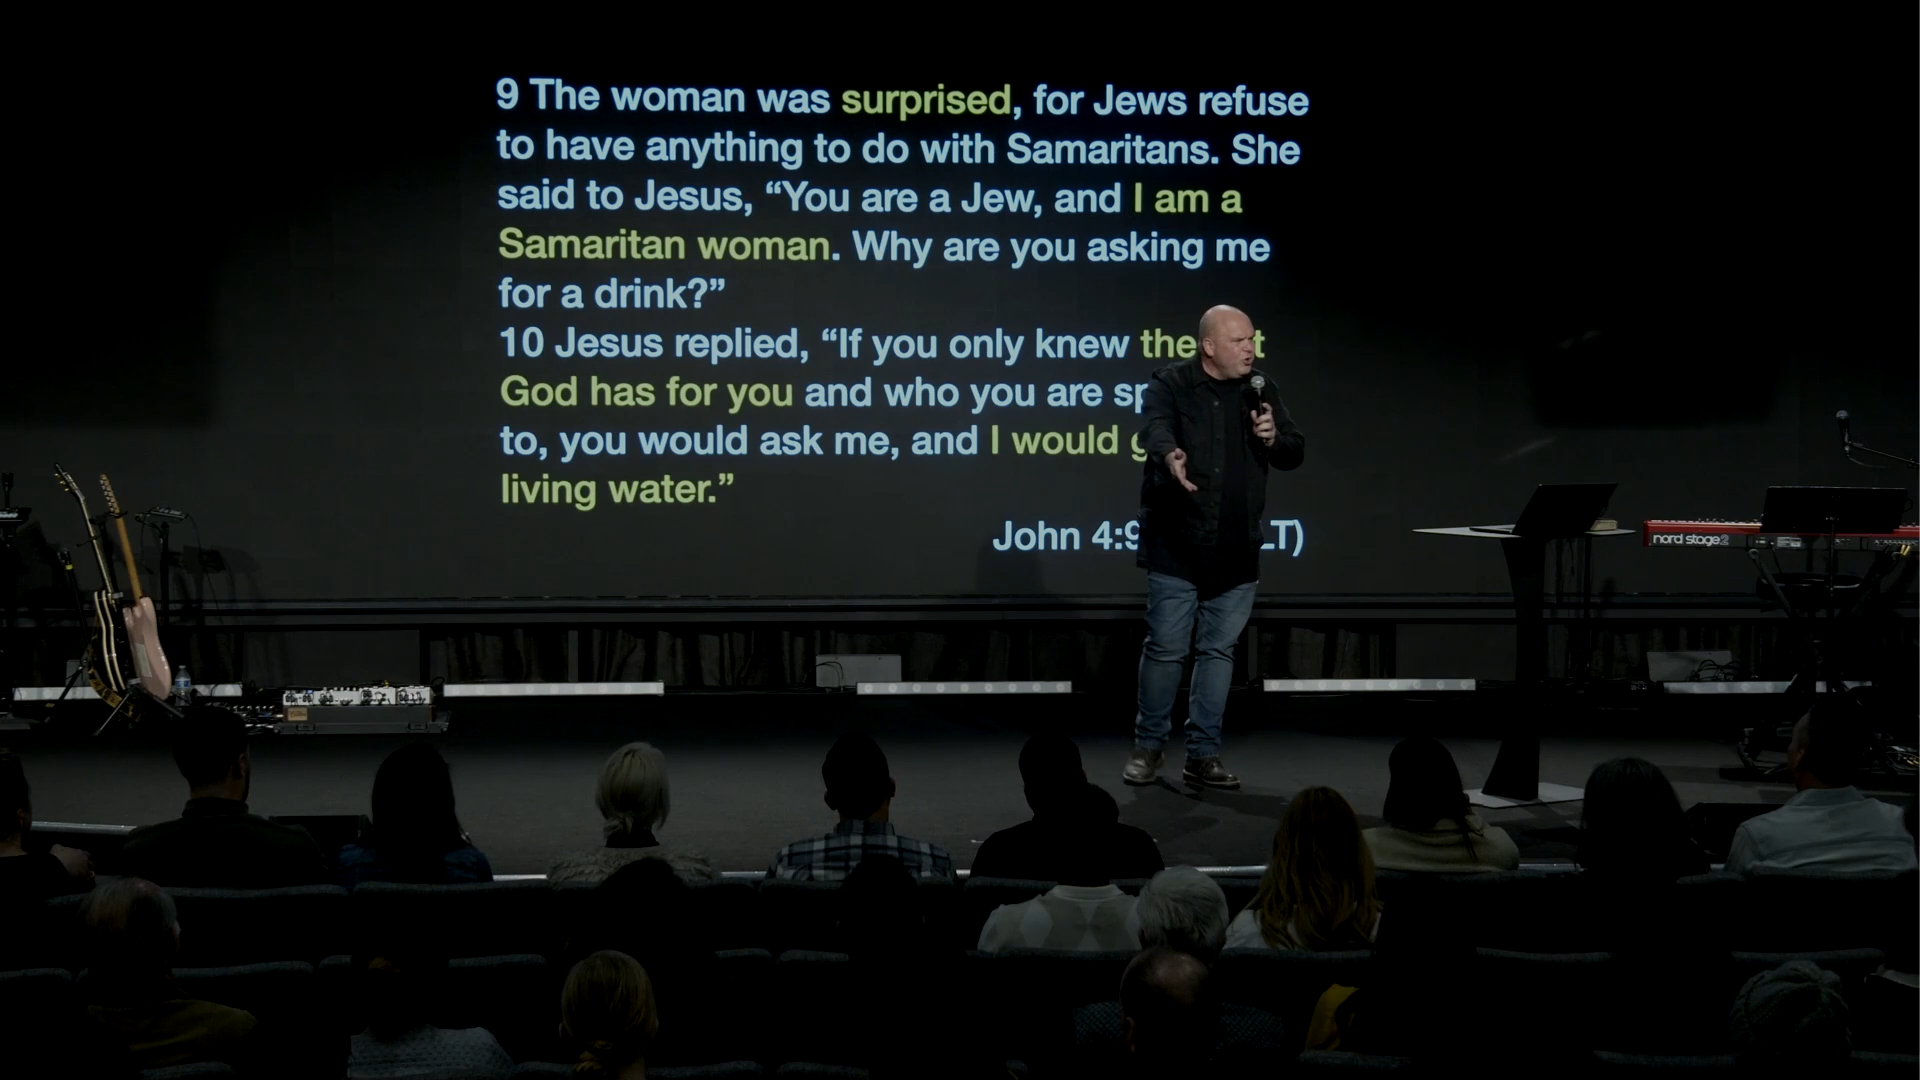 9 The woman was surprised, for Jews refuse
to have anything to do with Samaritans. She
said to Jesus, “You are a Jew, and I am a
Samaritan woman. Why are you asking me
for a drink?”
10 Jesus replied, “If you only knew the
God has for you and who you are
to, you would ask me, and I would
living water.”
John 4:9
nord stage2